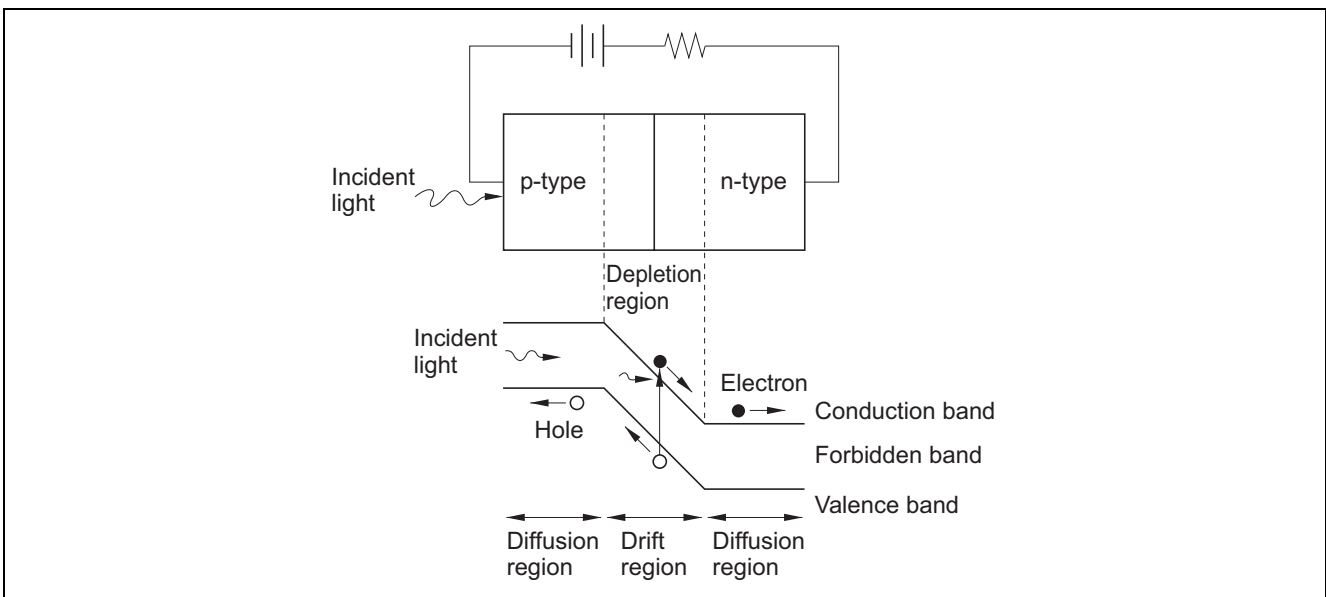 Incident
light
p-type
n-type
Depletion
region
Incident
light
Electron
Conduction band
Hole
Forbidden band
Valence band
Diffusion
region
Drift
region
Diffusion
region